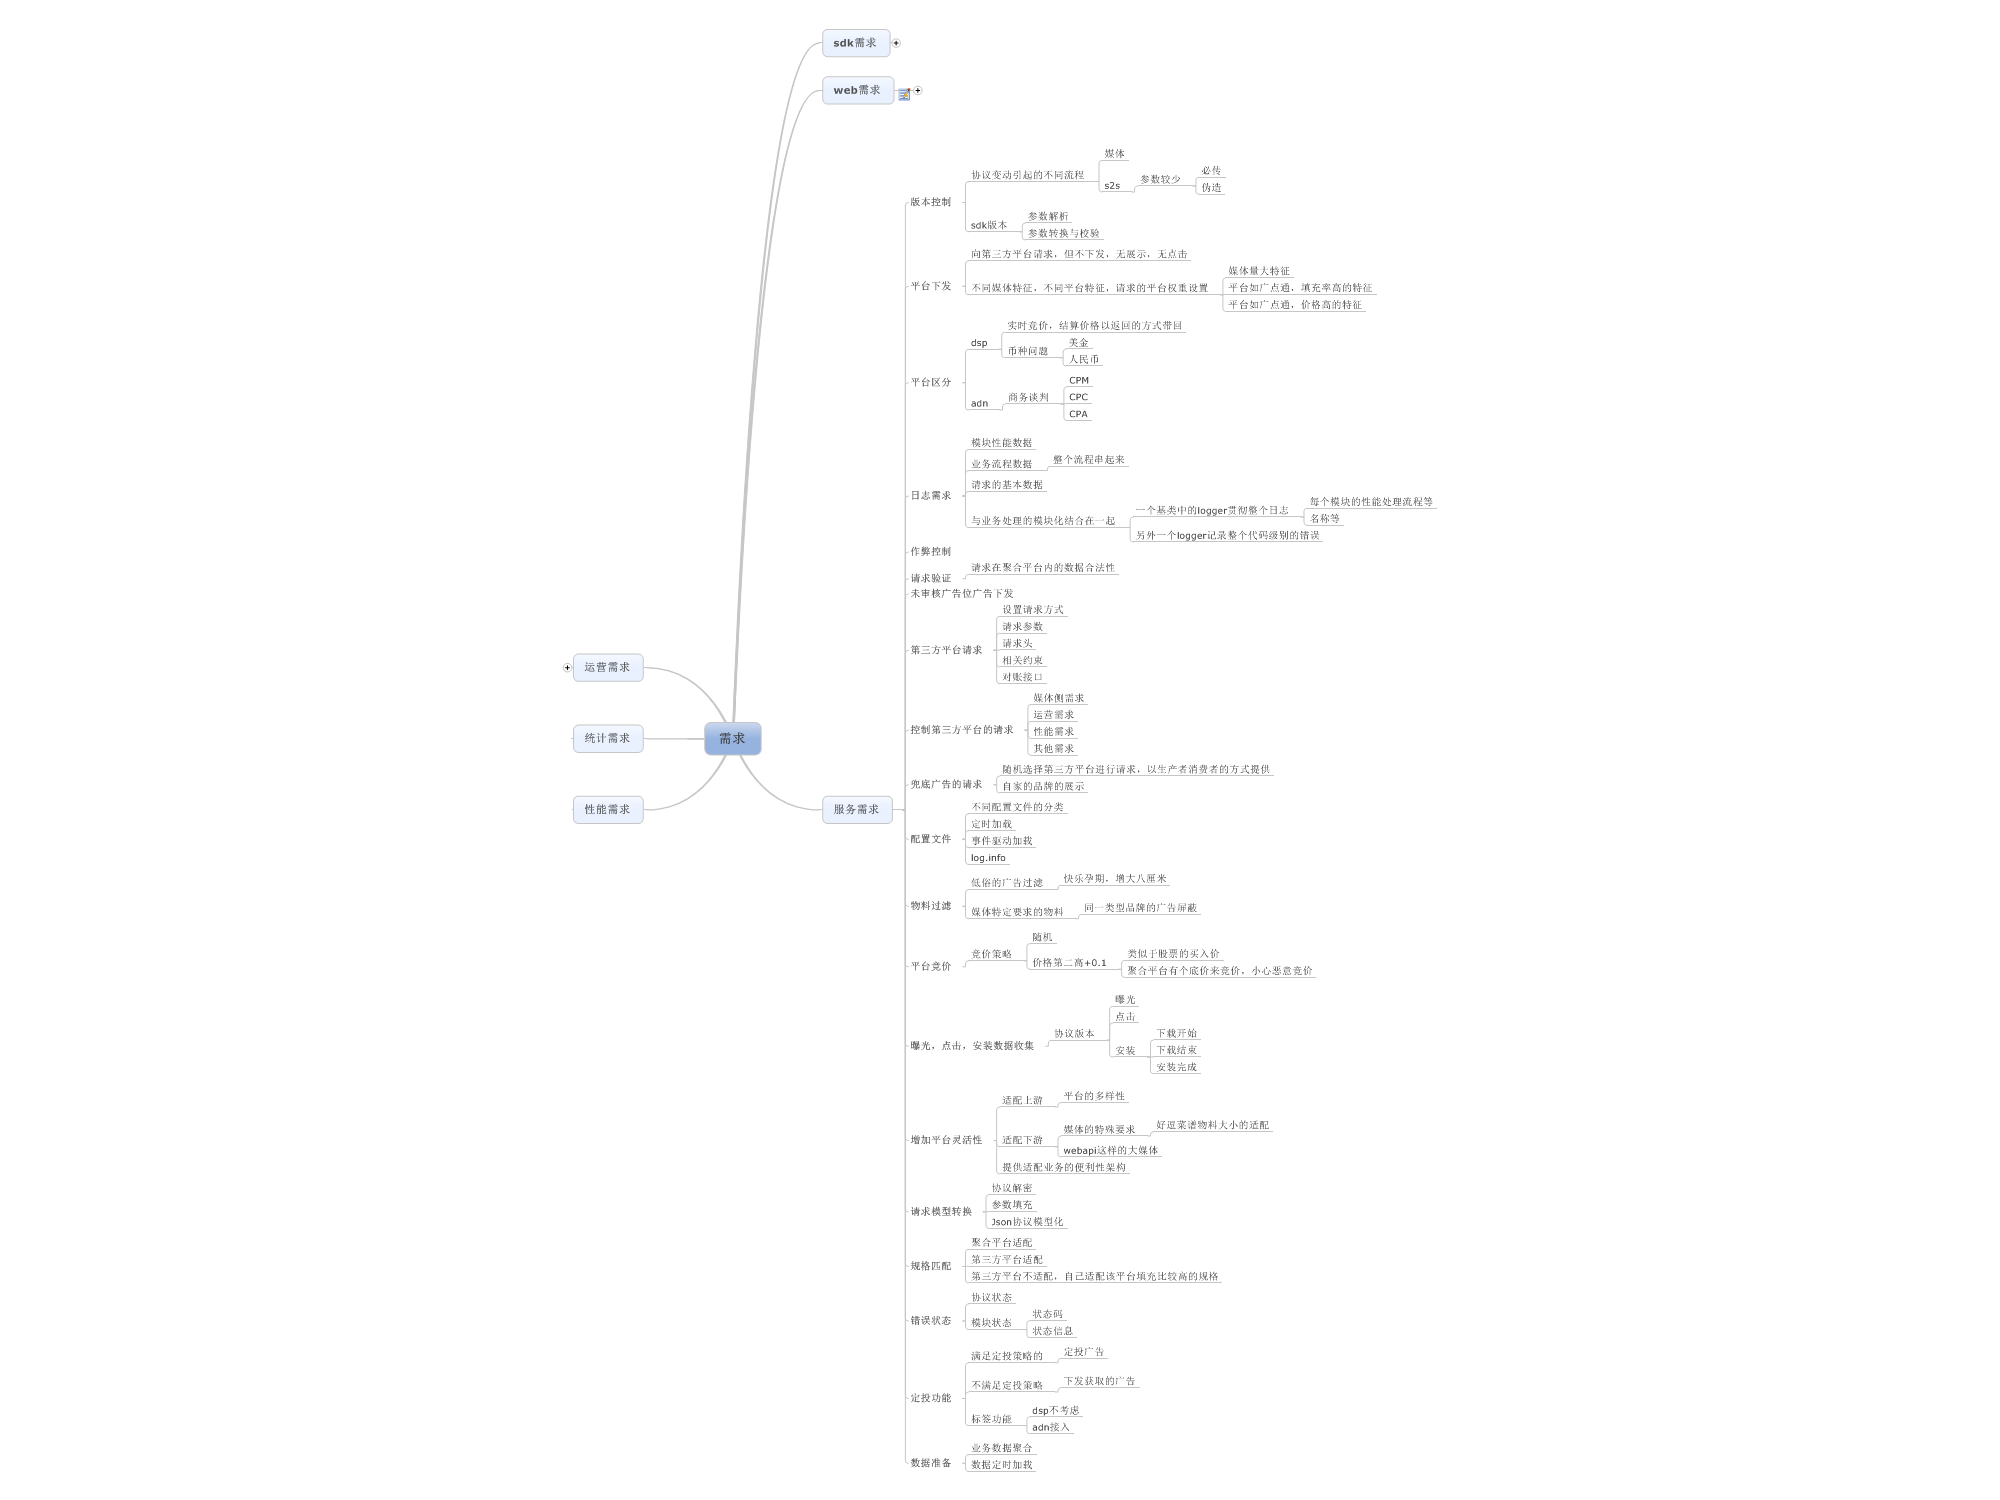 sdk需求
web需求
运营需求
统计需求
性能需求
需求
服务需求
版本控制
协议变动引起的不同流程
媒体
s2s
参数较少
必传
伪造
sdk版本
参数解析
参数转换与校验
平台下发
向第三方平台请求，但不下发，无展示，无点击
不同媒体特征，不同平台特征，请求的平台权重设置
媒体量大特征
平台如广点通，填充率高的特征
平台如广点通，价格高的特征
平台区分
dsp
实时竞价，结算价格以返回的方式带回
币种问题
美金
人民币
adn
商务谈判
CPM
CPC
CPA
日志需求
模块性能数据
业务流程数据
整个流程串起来
请求的基本数据
与业务处理的模块化结合在一起
一个基类中的logger贯彻整个日志
每个模块的性能处理流程等
名称等
另外一个logger记录整个代码级别的错误
作弊控制
请求验证
请求在聚合平台内的数据合法性
未审核广告位广告下发
第三方平台请求
设置请求方式
请求参数
请求头
相关约束
对账接口
控制第三方平台的请求
媒体侧需求
运营需求
性能需求
其他需求
兜底广告的请求
随机选择第三方平台进行请求，以生产者消费者的方式提供
自家的品牌的展示
配置文件
不同配置文件的分类
定时加载
事件驱动加载
log.info
物料过滤
低俗的广告过滤
快乐孕期，增大八厘米
媒体特定要求的物料
同一类型品牌的广告屏蔽
平台竞价
竞价策略
随机
价格第二高+0.1
类似于股票的买入价
聚合平台有个底价来竞价，小心恶意竞价
曝光，点击，安装数据收集
协议版本
曝光
点击
安装
下载开始
下载结束
安装完成
增加平台灵活性
适配上游
平台的多样性
适配下游
媒体的特殊要求
好逗菜谱物料大小的适配
webapi这样的大媒体
提供适配业务的便利性架构
请求模型转换
协议解密
参数填充
Json协议模型化
规格匹配
聚合平台适配
第三方平台适配
第三方平台不适配，自己适配该平台填充比较高的规格
错误状态
协议状态
模块状态
状态码
状态信息
定投功能
满足定投策略的
定投广告
不满足定投策略
下发获取的广告
标签功能
dsp不考虑
adn接入
数据准备
业务数据聚合
数据定时加载